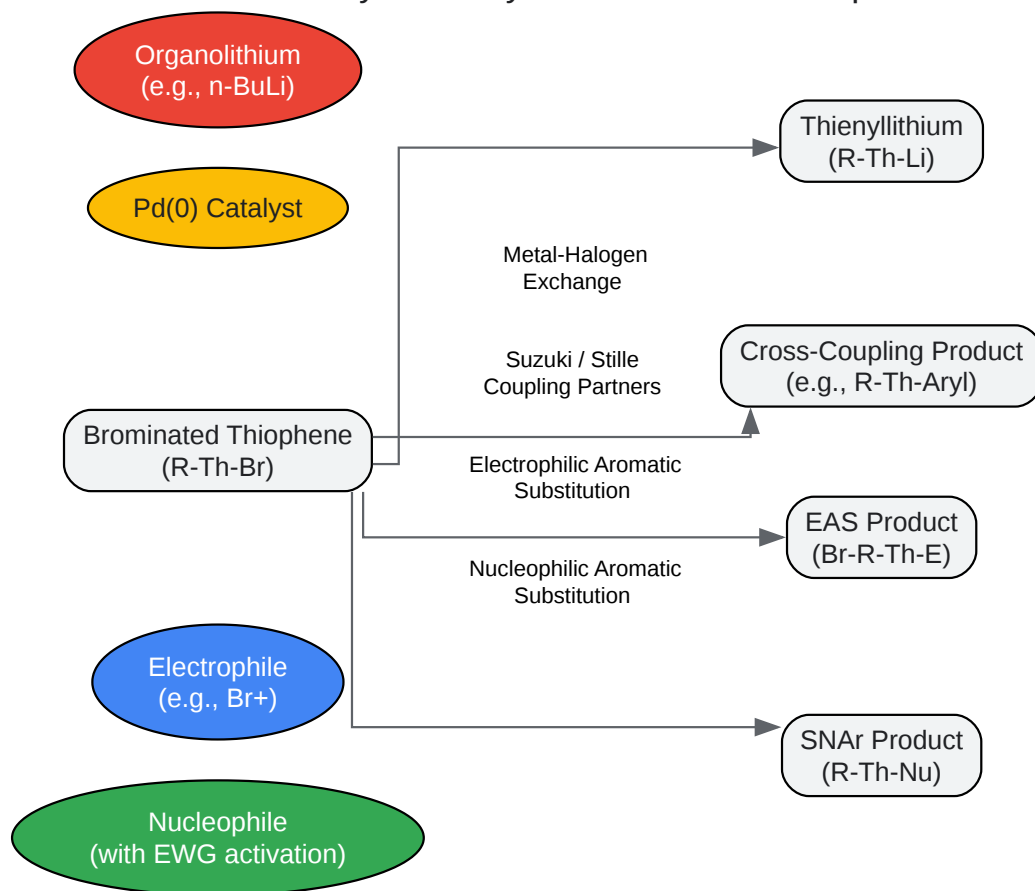 Organolithium
(e.g., n-BuLi)
Thienyllithium
(R-Th-Li)
Pd(0) Catalyst
Metal-Halogen
Exchange
Suzuki / Stille
Coupling Partners
Cross-Coupling Product
(e.g., R-Th-Aryl)
Brominated Thiophene
(R-Th-Br)
Electrophilic Aromatic
Substitution
EAS Product
(Br-R-Th-E)
Nucleophilic Aromatic
Substitution
Electrophile
(e.g., Br+)
SNAr Product
(R-Th-Nu)
Nucleophile
(with EWG activation)